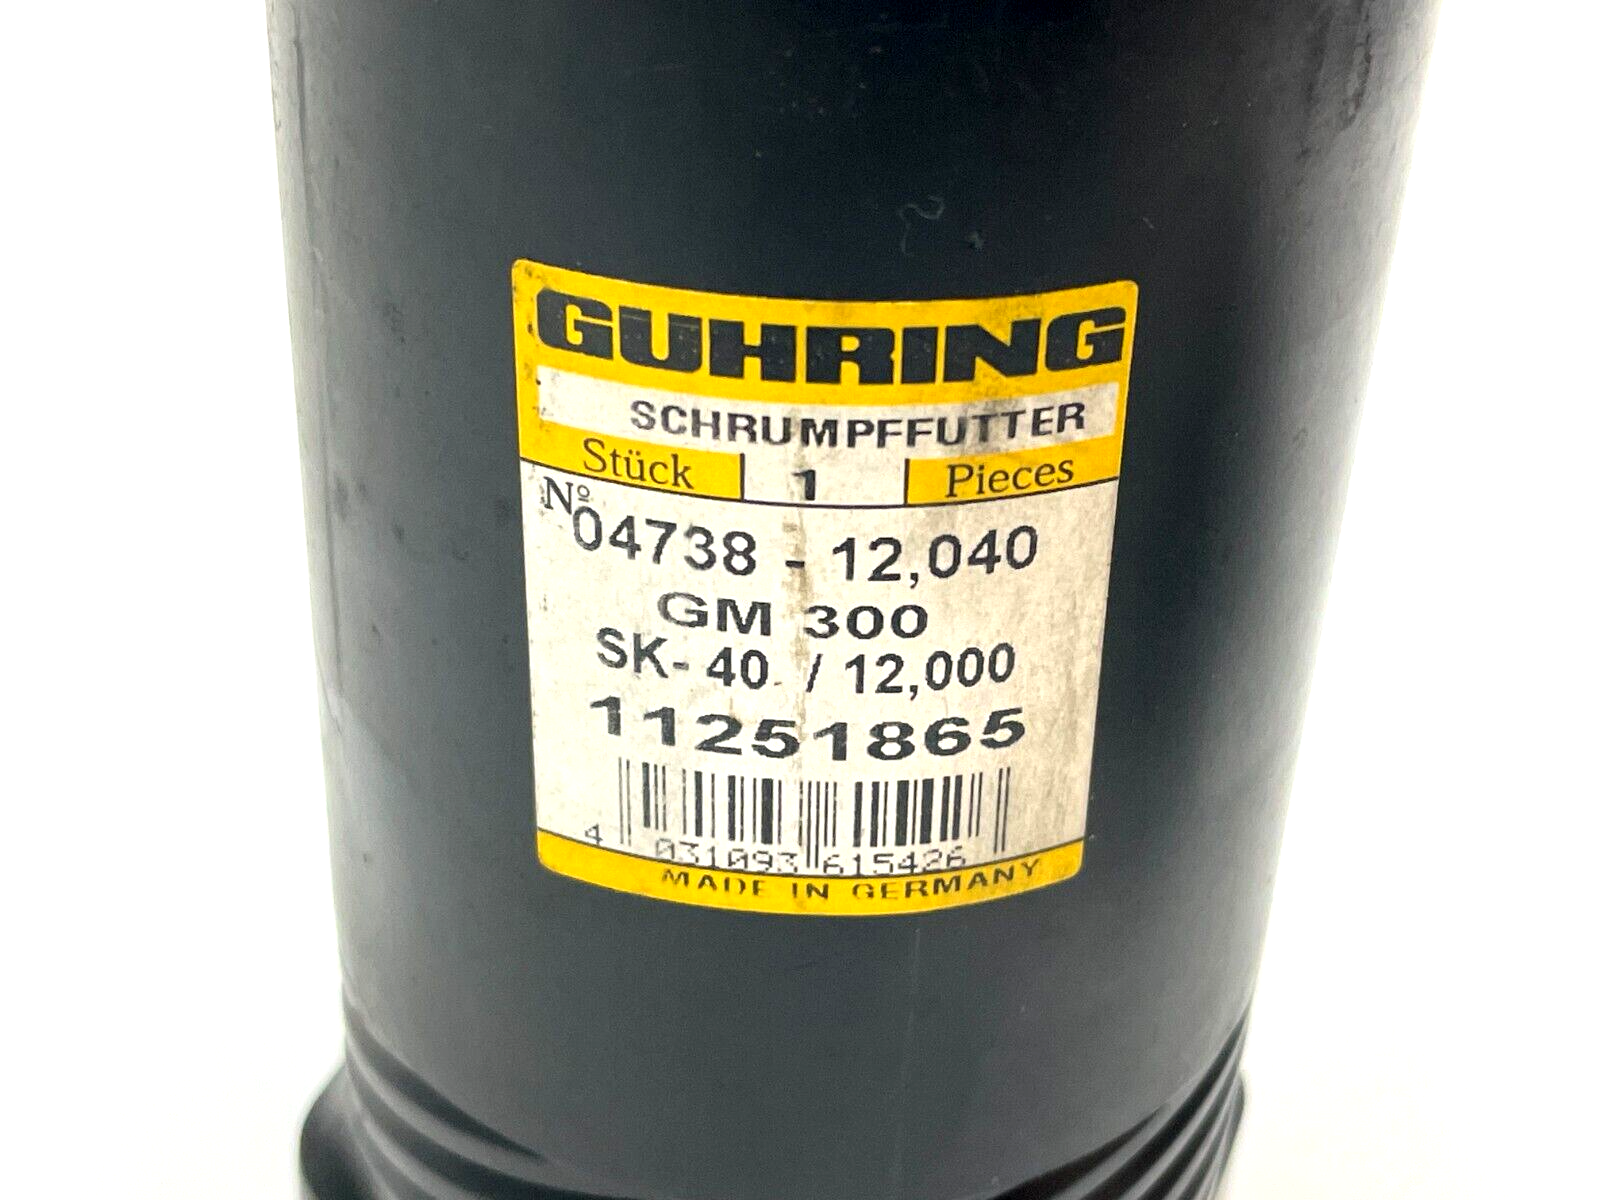 GUHRING
SCHRUMPFFUTTER
Stück 1 Pieces
Nº 04738 - 12,040
GM 300
SK- 40 / 12,000
11251865
4 031093 615426
MADE IN GERMANY